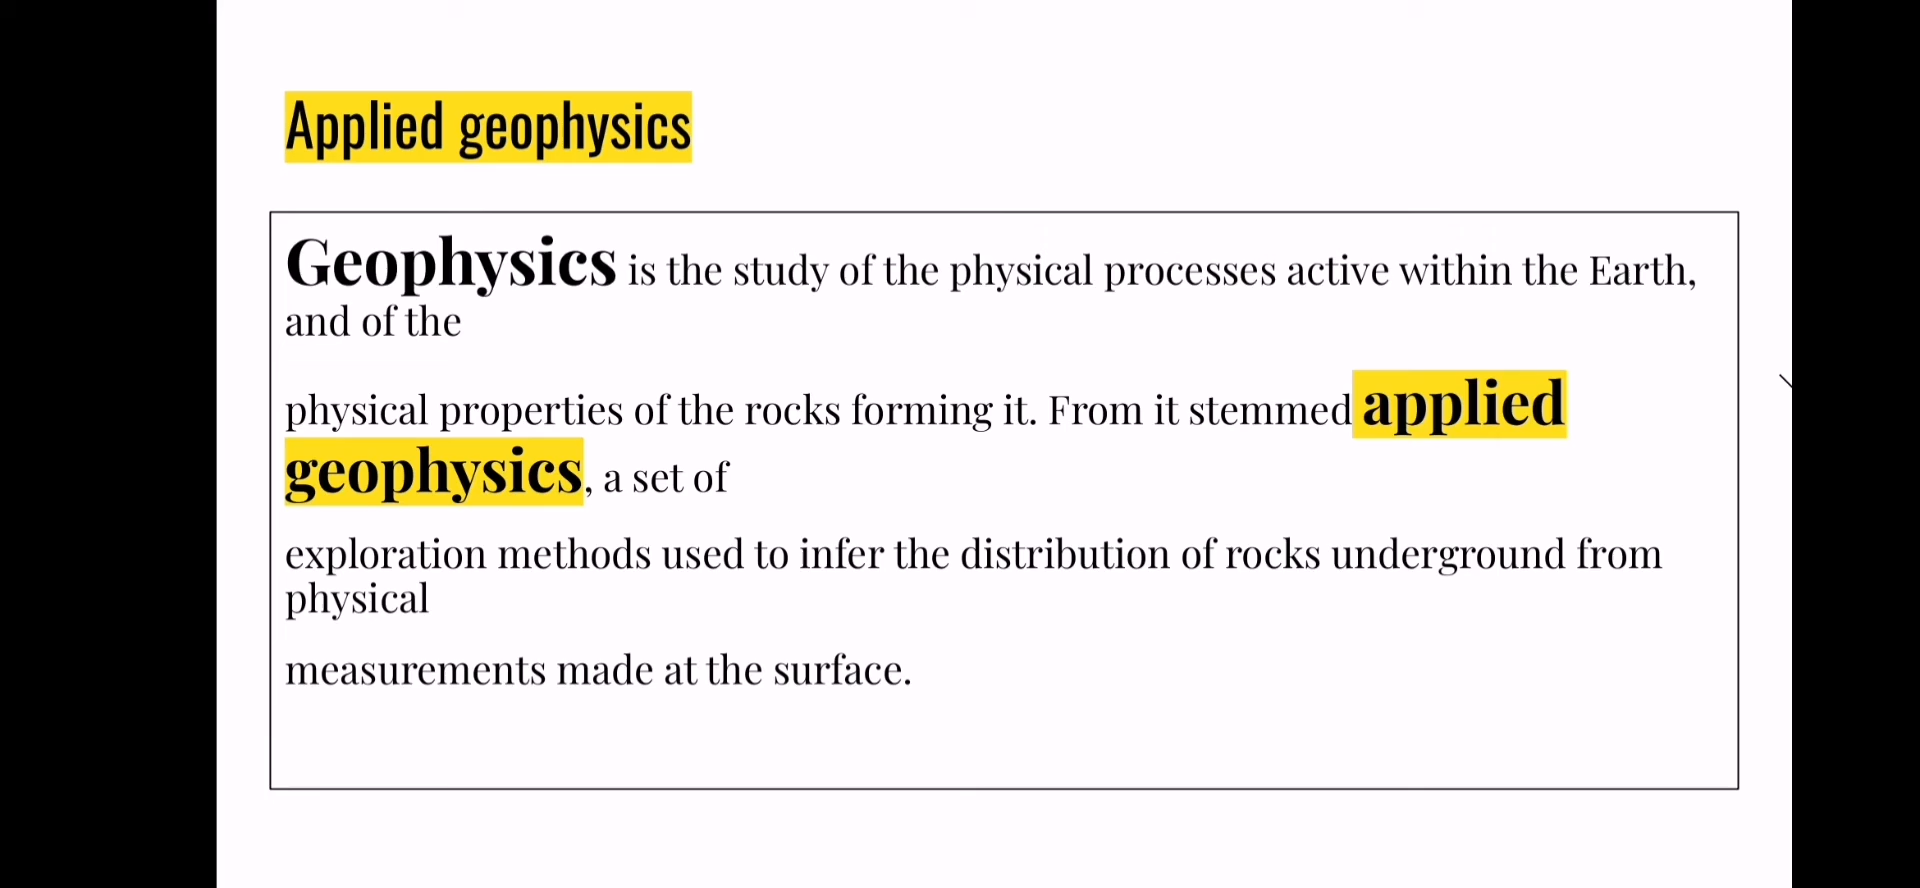 Applied geophysics
Geophysics is the study of the physical processes active within the Earth,
and of the
physical properties of the rocks forming it. From it stemmed applied
geophysics, a set of
exploration methods used to infer the distribution of rocks underground from
physical
measurements made at the surface.